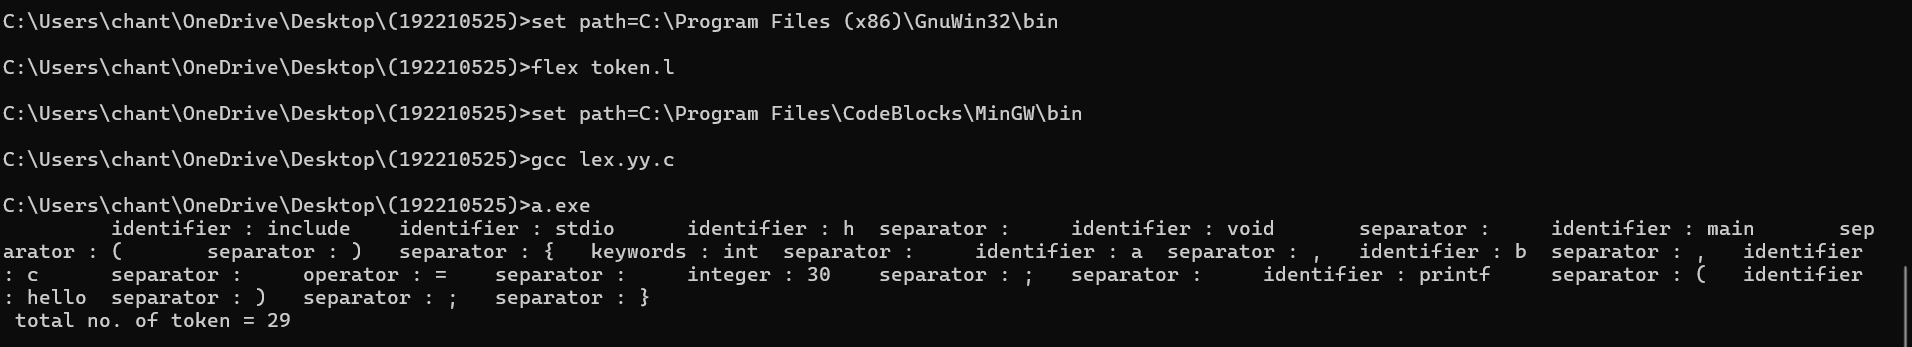 C:\Users\chant\OneDrive\Desktop\(192210525)>set path=C:\Program Files (x86)\GnuWin32\bin
C:\Users\chant\OneDrive\Desktop\(192210525)>flex token.l
C:\Users\chant\OneDrive\Desktop\(192210525)>set path=C:\Program Files\CodeBlocks\MinGW\bin
C:\Users\chant\OneDrive\Desktop\(192210525)>gcc lex.yy.c
C:\Users\chant\OneDrive\Desktop\(192210525)>a.exe
identifier : include    identifier : stdio      identifier : h  separator :     identifier : void       separator :     identifier : main       sep
arator : (       separator : )   separator : {   keywords : int  separator :     identifier : a  separator : ,   identifier : b  separator : ,   identifier
: c      separator :     operator : =    separator :     integer : 30    separator : ;   separator :     identifier : printf     separator : (   identifier
: hello  separator : )   separator : ;   separator : }
total no. of token = 29